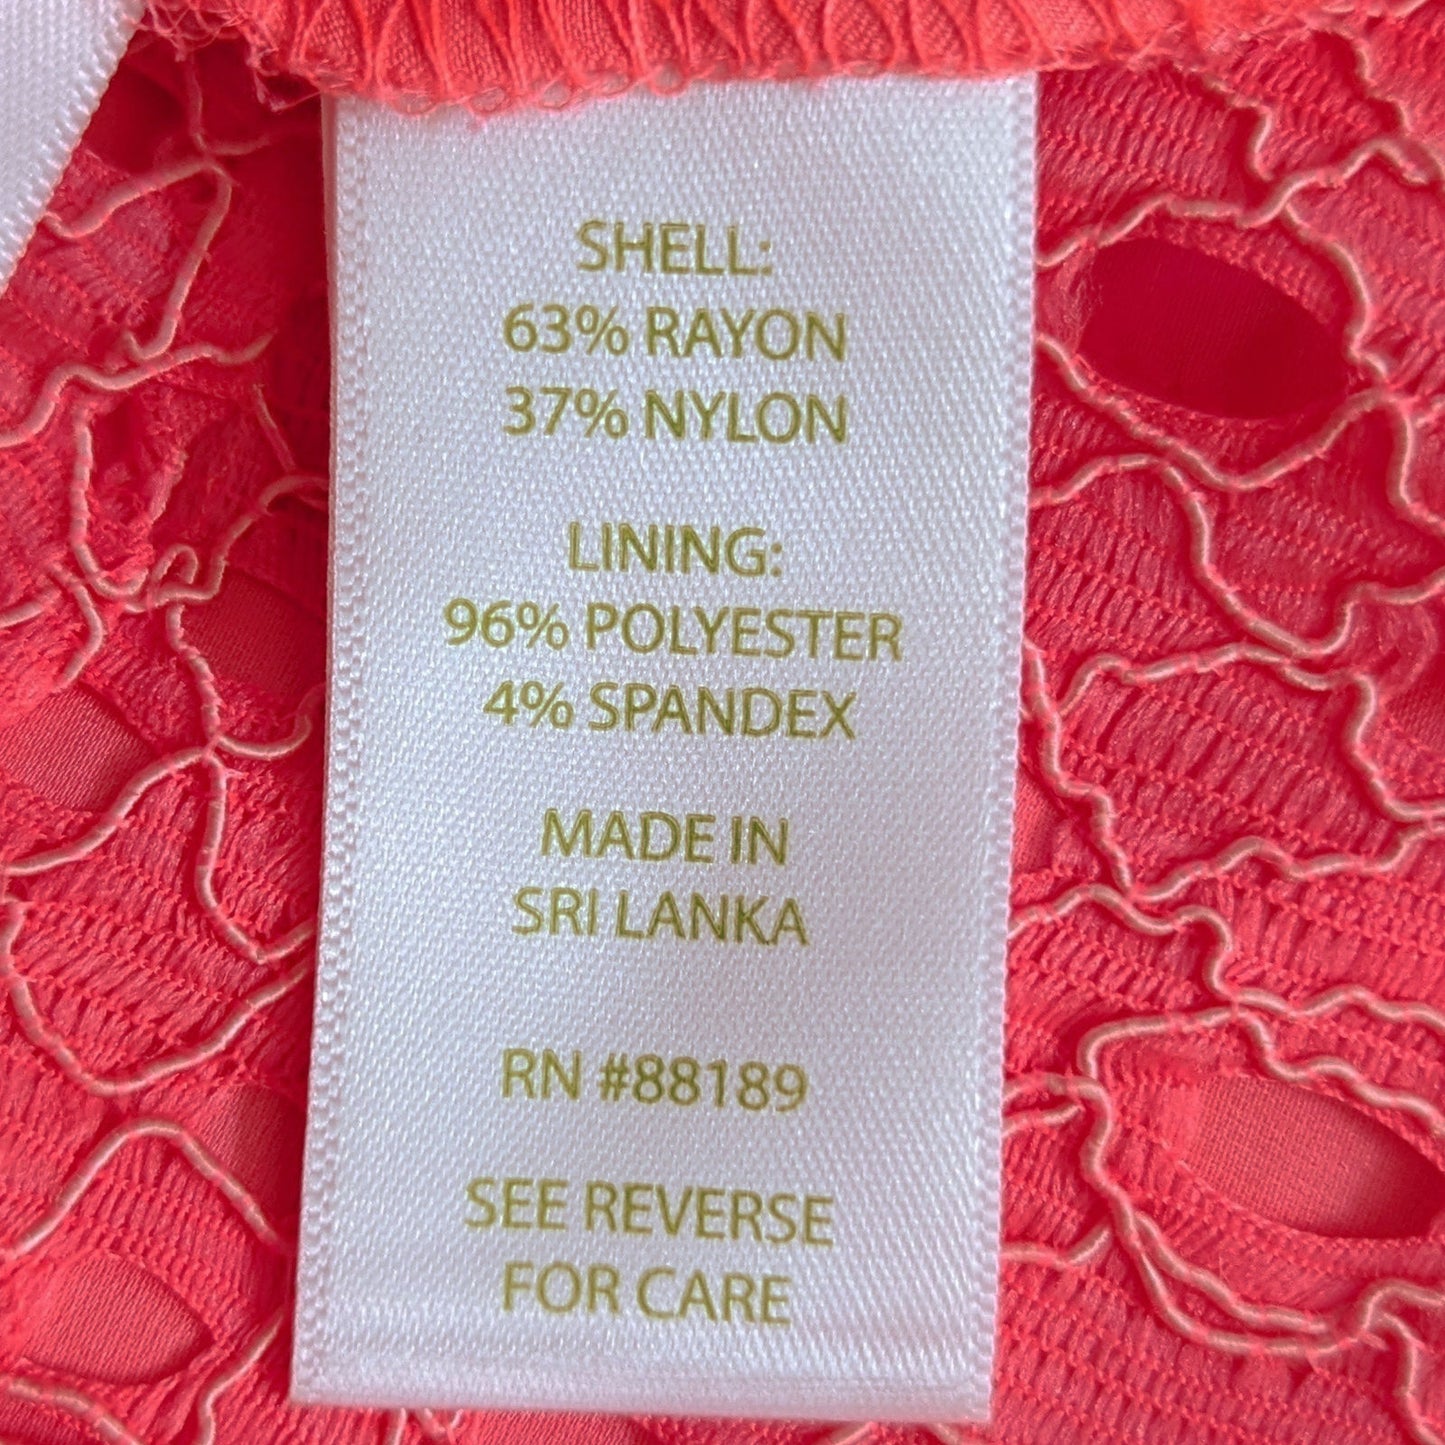 SHELL:
63% RAYON
37% NYLON
LINING:
96% POLYESTER
4% SPANDEX
MADE IN
SRI LANKA
RN #88189
SEE REVERSE
FOR CARE